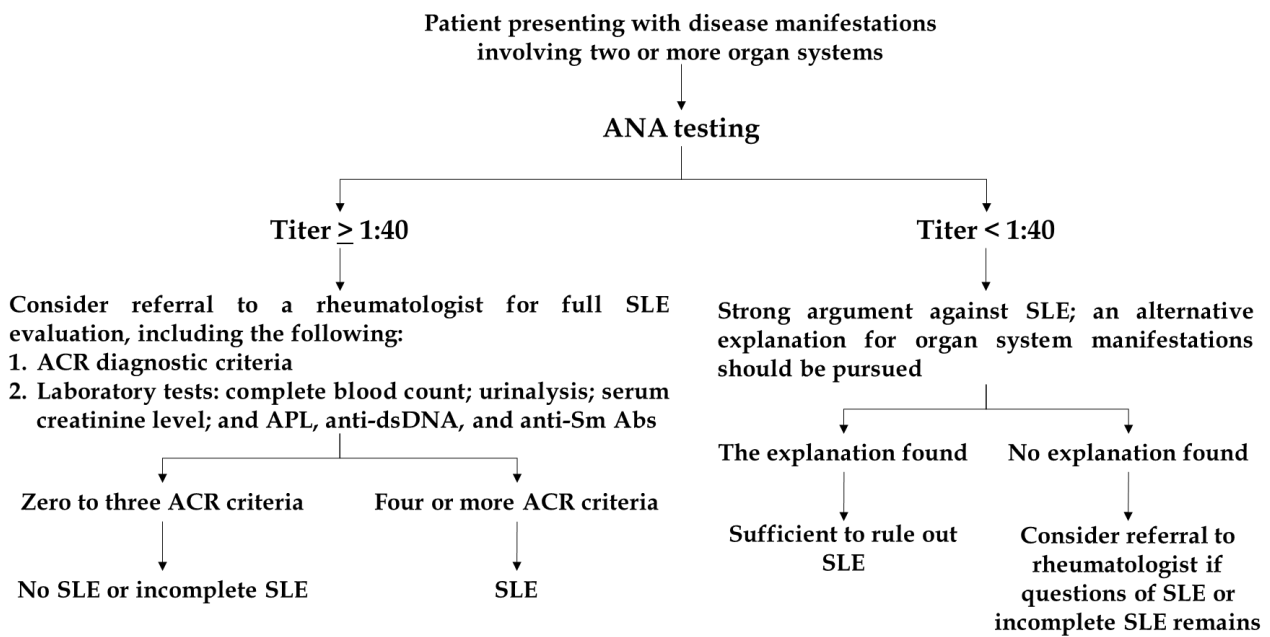 Patient presenting with disease manifestations
involving two or more organ systems
ANA testing
Titer ≥ 1:40
Consider referral to a rheumatologist for full SLE
evaluation, including the following:
1. ACR diagnostic criteria
2. Laboratory tests: complete blood count; urinalysis; serum
creatinine level; and APL, anti-dsDNA, and anti-Sm Abs
Zero to three ACR criteria
No SLE or incomplete SLE
Four or more ACR criteria
SLE
Titer < 1:40
Strong argument against SLE; an alternative
explanation for organ system manifestations
should be pursued
The explanation found
Sufficient to rule out
SLE
No explanation found
Consider referral to
rheumatologist if
questions of SLE or
incomplete SLE remains